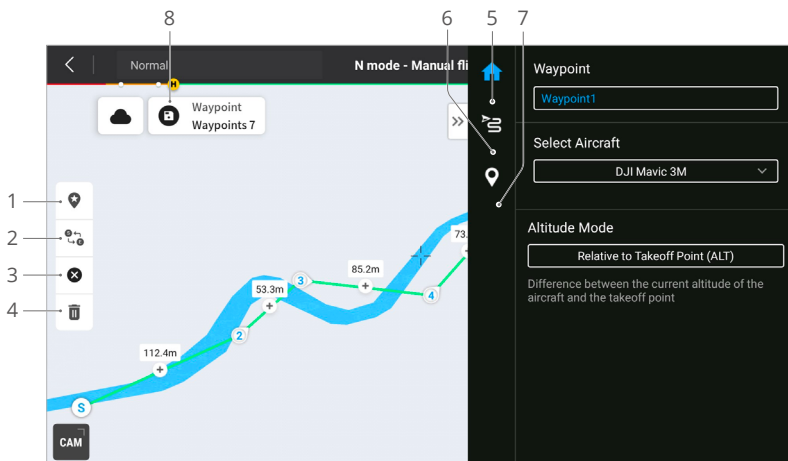 8
6
5
7
Normal
N mode - Manual fli
H
Waypoint
Waypoints 7
Waypoint
Waypoint1
Select Aircraft
DJI Mavic 3M
Altitude Mode
Relative to Takeoff Point (ALT)
Difference between the current altitude of the
aircraft and the takeoff point
1
2
3
4
S
E
73.
85.2m
53.3m
3
4
2
112.4m
S
CAM